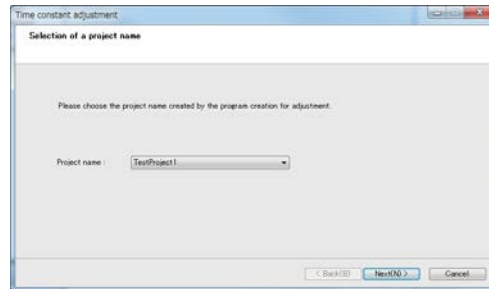 Time constant adjustment
Selection of a project name
Please choose the project name created by the program creation for adjustment.
Project name : TestProject1
< Back(B) Next(N) > Cancel